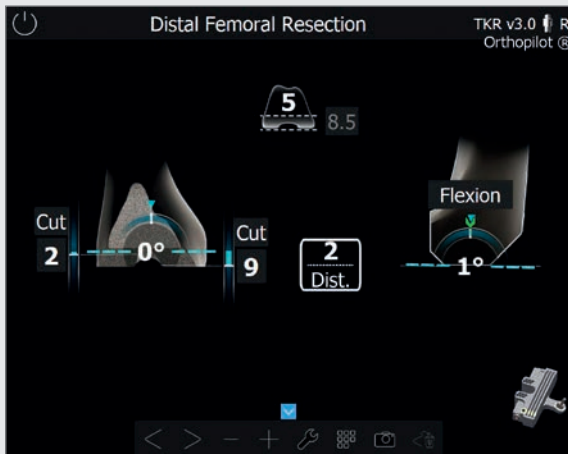 Distal Femoral Resection
TKR v3.0 R
Orthopilot ®
5
8.5
Flexion
Cut
2
0°
Cut
9
2
Dist.
1°